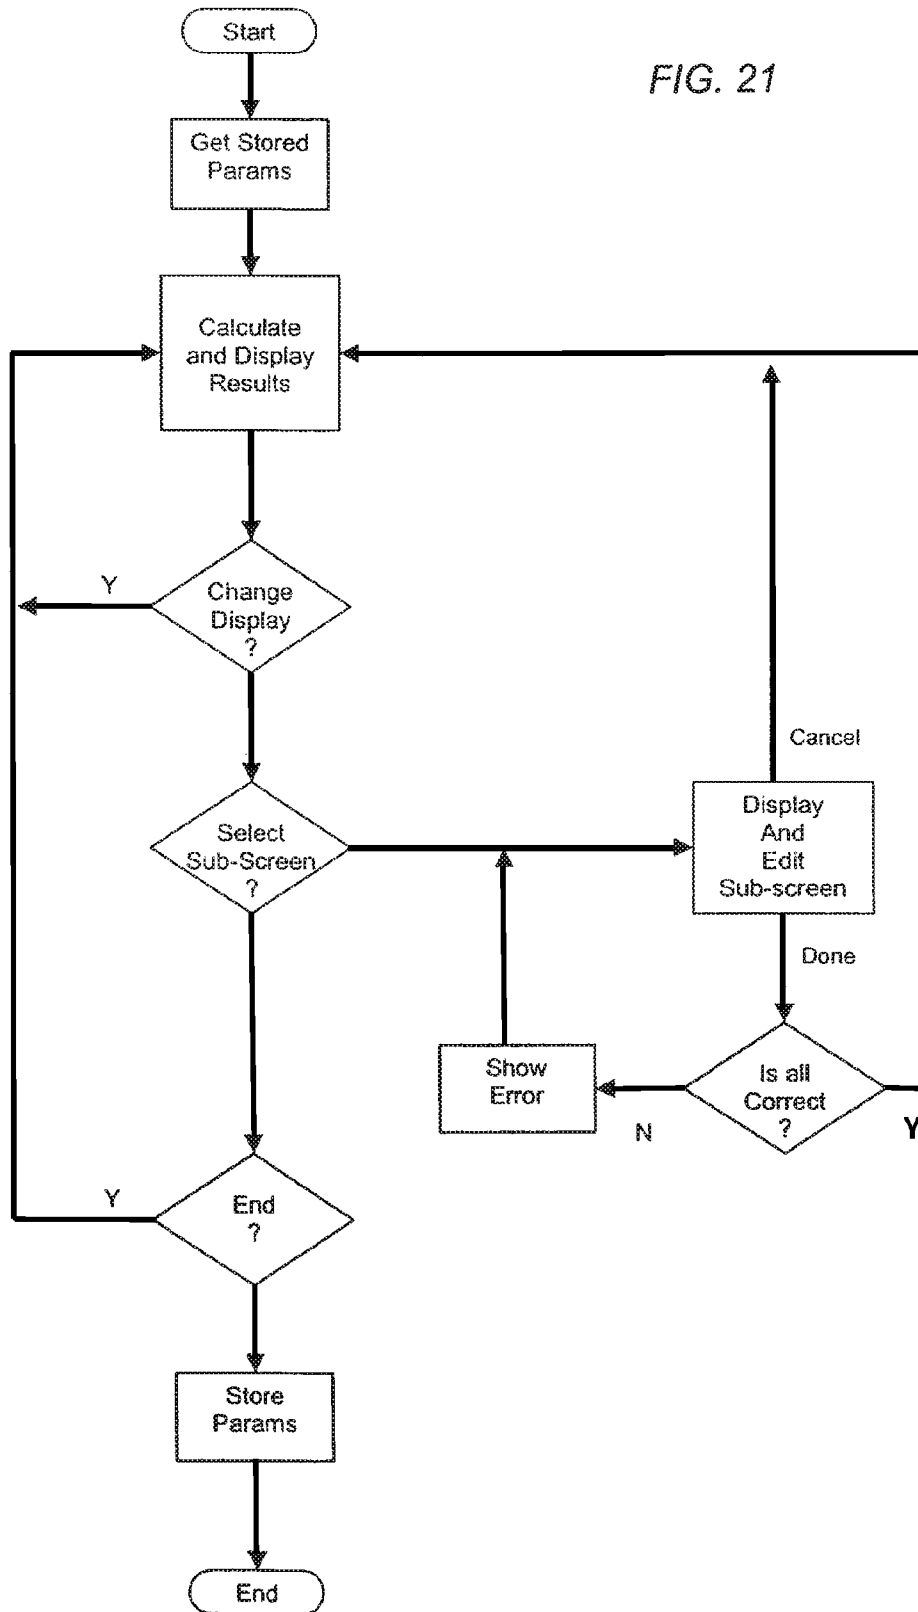 Start
FIG. 21
Get Stored
Params
Calculate
and Display
Results
Y
Change
Display
?
Cancel
Select
Sub-Screen
?
Display
And
Edit
Sub-screen
Done
Show
Error
N
Is all
Correct
?
Y
Y
End
?
Store
Params
End